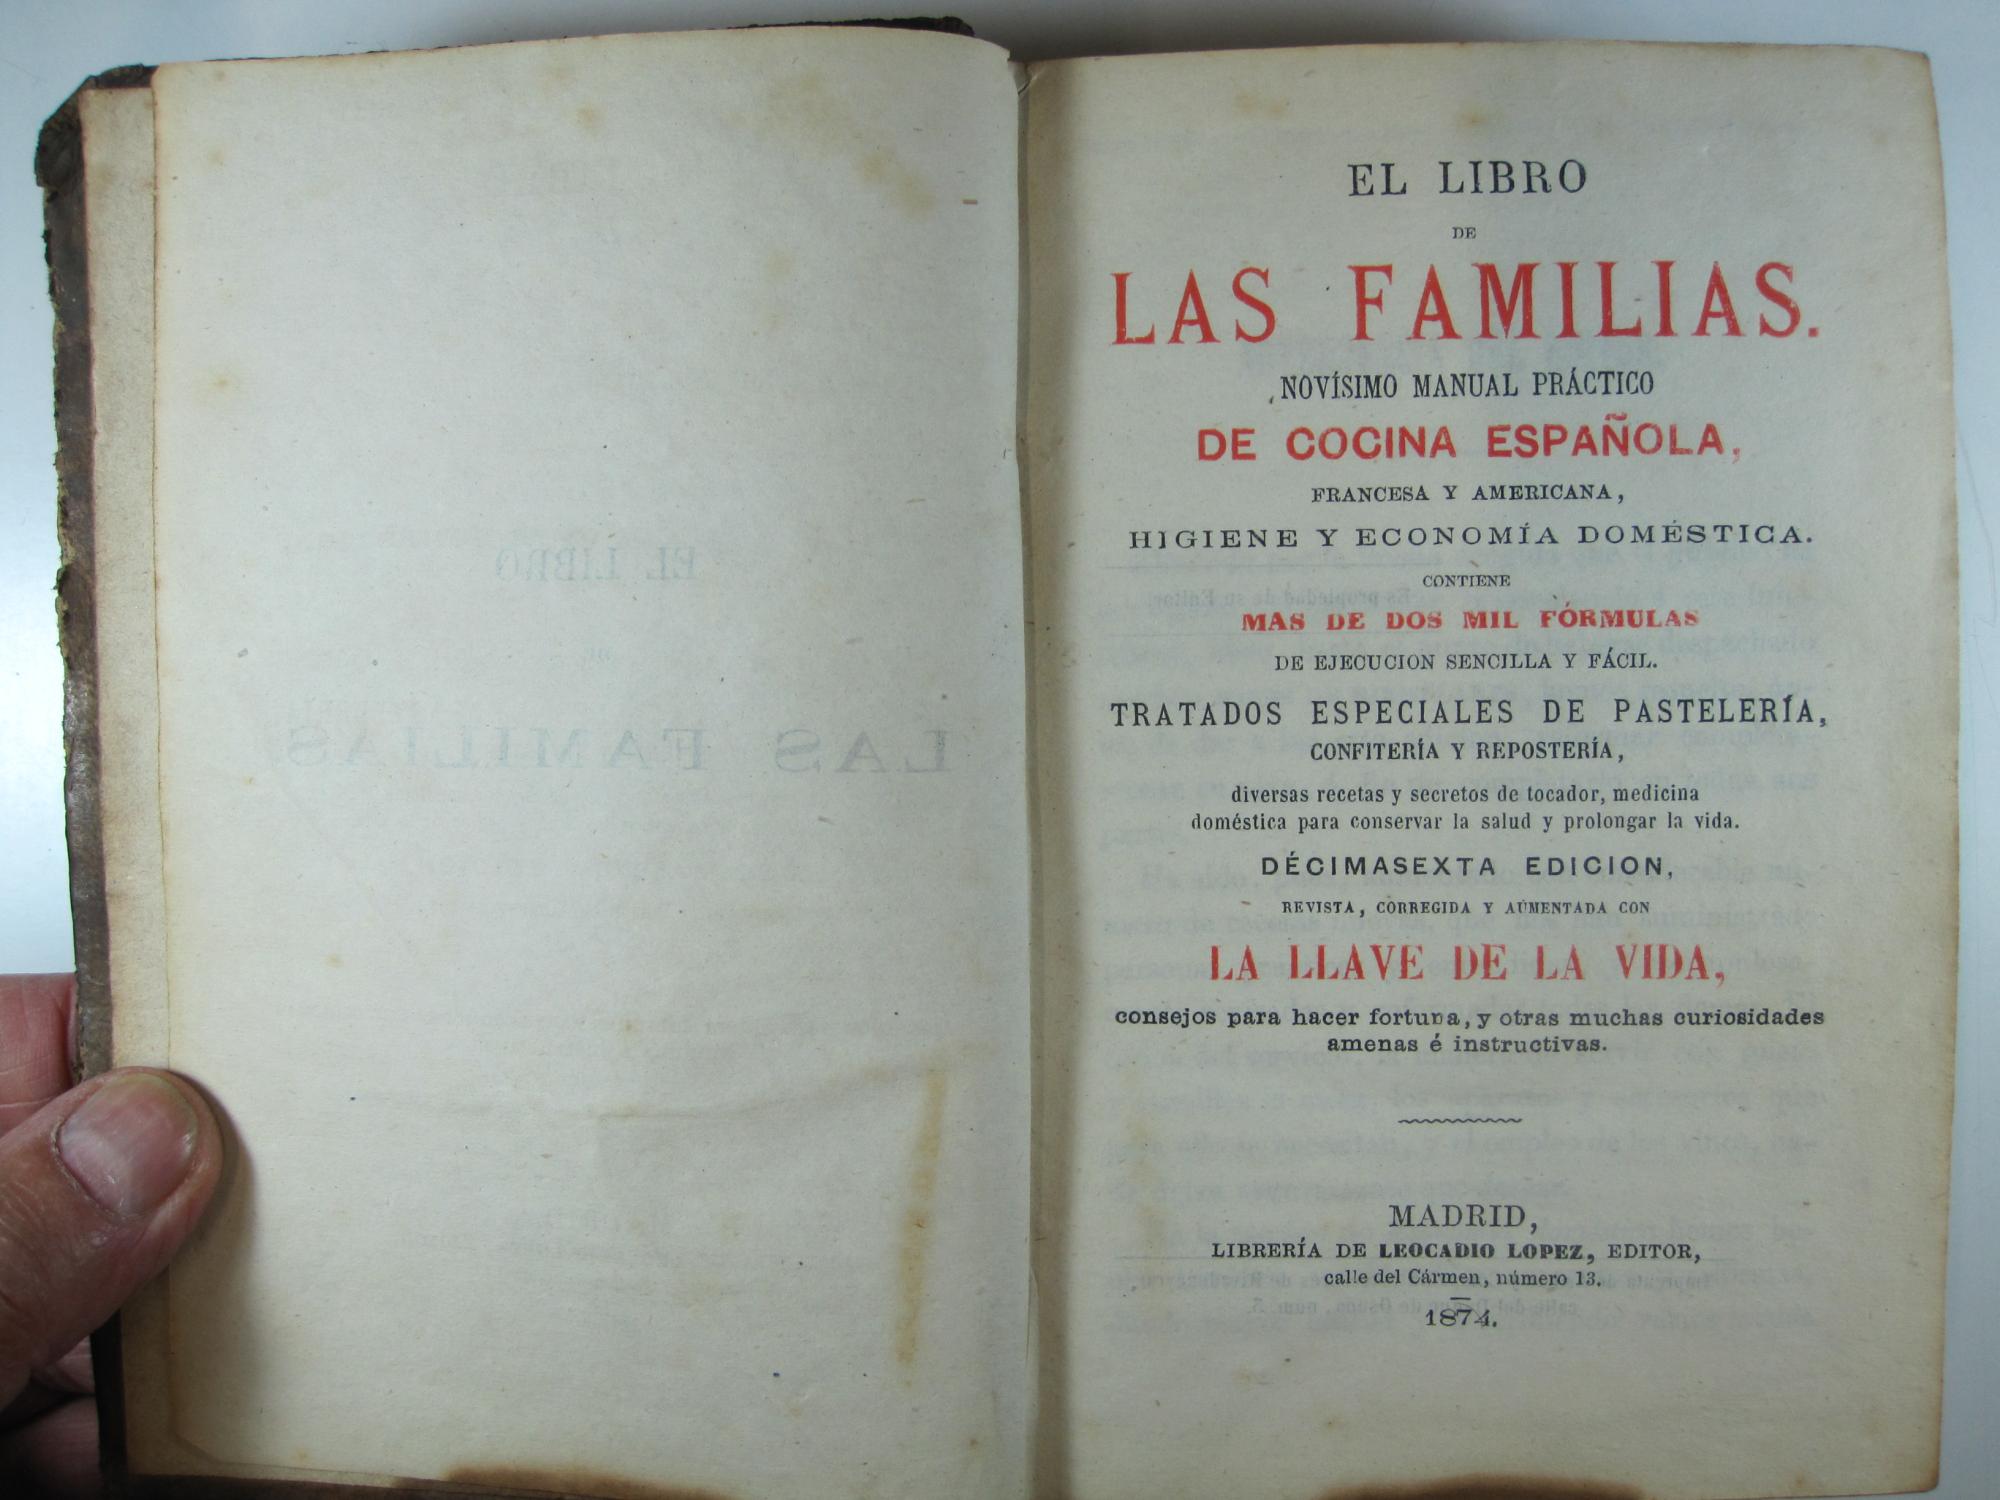 EL LIBRO
DE
LAS FAMILIAS.
NOVÍSIMO MANUAL PRÁCTICO
DE COCINA ESPAÑOLA,
FRANCESA Y AMERICANA,
HIGIENE Y ECONOMÍA DOMÉSTICA.
CONTIENE
MAS DE DOS MIL FÓRMULAS
DE EJECUCION SENCILLA Y FÁCIL.
TRATADOS ESPECIALES DE PASTELERÍA,
CONFITERÍA Y REPOSTERÍA,
diversas recetas y secretos de tocador, medicina
doméstica para conservar la salud y prolongar la vida.
DÉCIMASEXTA EDICION,
REVISTA, CORREGIDA Y AUMENTADA CON
LA LLAVE DE LA VIDA,
consejos para hacer fortuna, y otras muchas curiosidades
amenas é instructivas.
MADRID,
LIBRERÍA DE LEOCADIO LOPEZ, EDITOR,
calle del Cármen, número 13.
1874.